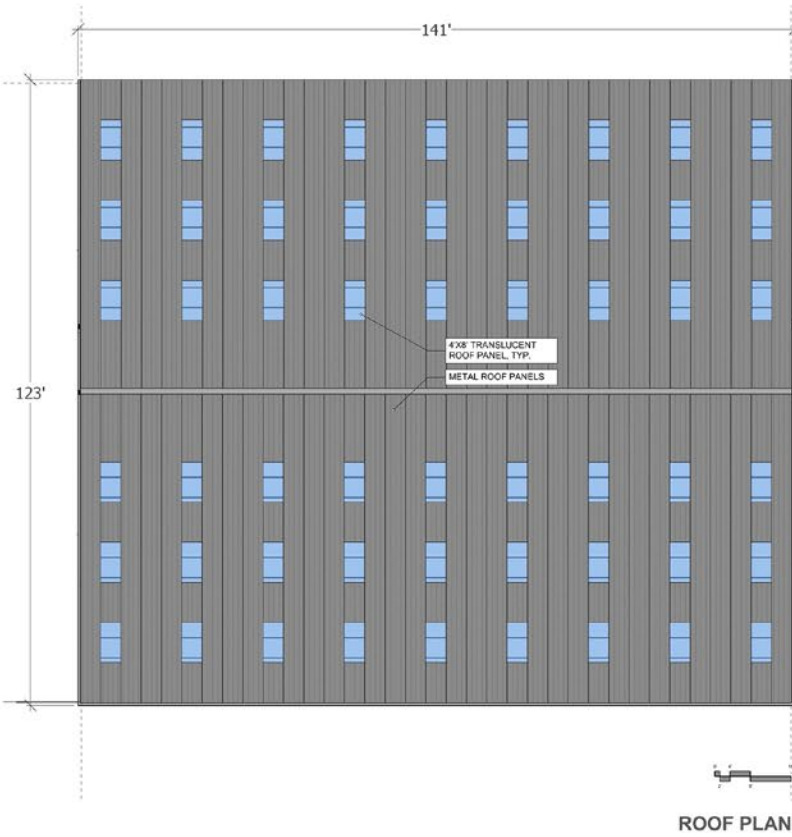 141'
4'X8' TRANSLUCENT
ROOF PANEL, TYP.
123'
METAL ROOF PANELS
ROOF PLAN